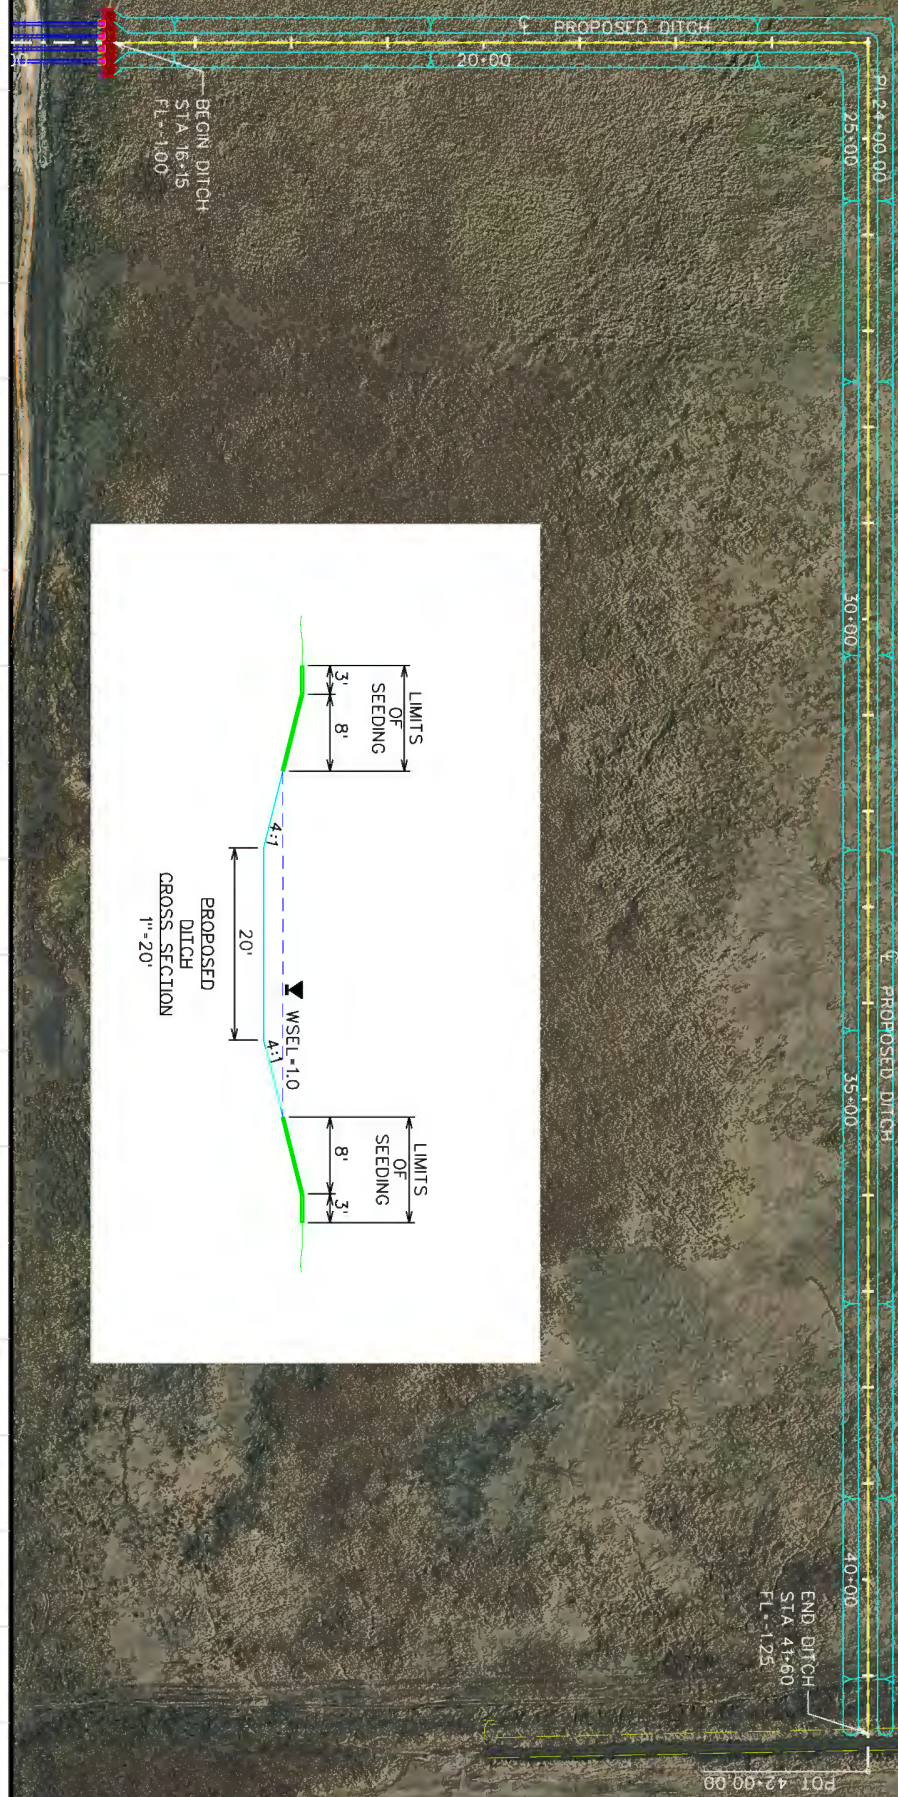 ℄ PROPOSED DITCH
20+00
PI 24+00.00
25+00
BEGIN DITCH
STA 16+15
FL=-1.00
30+00
LIMITS
OF
SEEDING
3'
8'
4:1
20'
WSEL=1.0
4:1
LIMITS
OF
SEEDING
8'
3'
PROPOSED
DITCH
CROSS SECTION
1"=20'
℄ PROPOSED DITCH
35+00
40+00
END DITCH
STA 41+60
FL=-1.25
POT 42+00.00